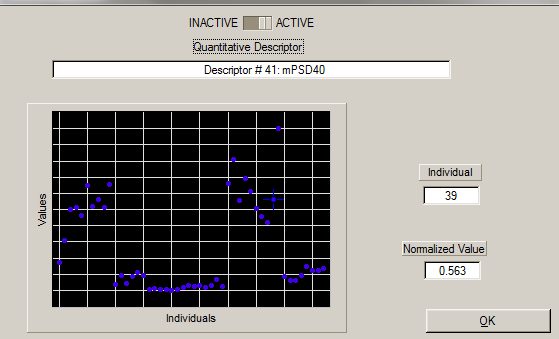 INACTIVE ACTIVE
Quantitative Descriptor
Descriptor # 41: mPSD40
Values
Individuals
Individual
39
Normalized Value
0.563
OK